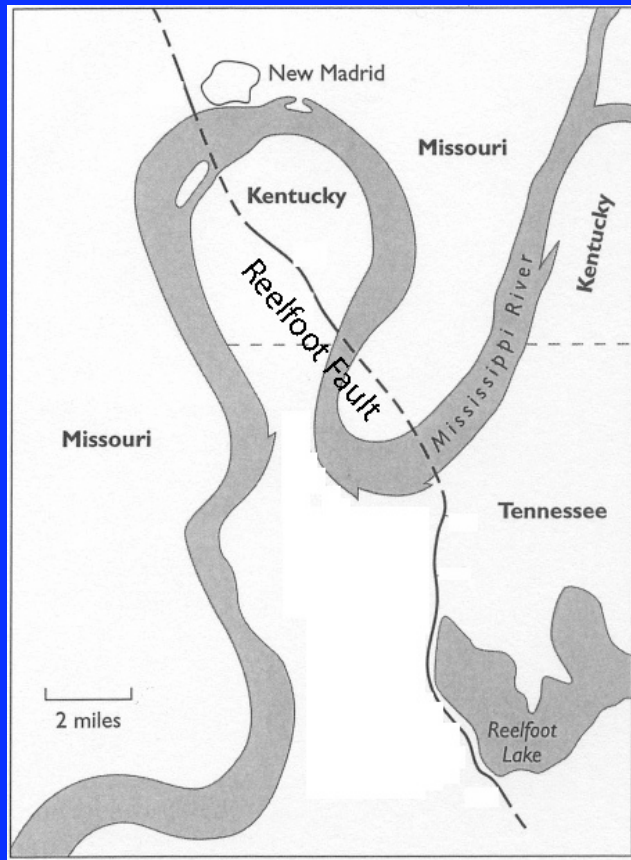 New Madrid
Missouri
Kentucky
Kentucky
Reelfoot Fault
Mississippi River
Missouri
Tennessee
2 miles
Reelfoot
Lake